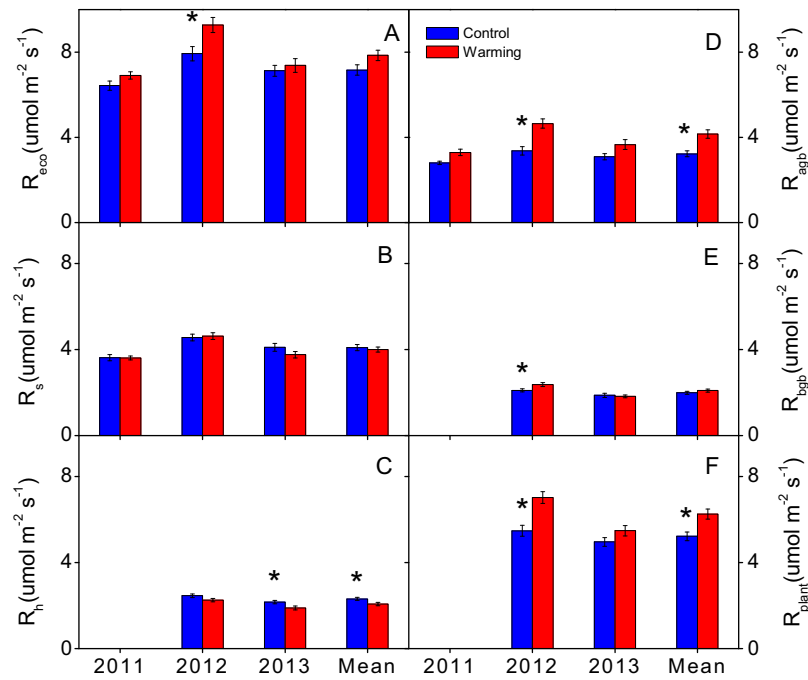 A
8
4
0
R_eco(umol m^-2 s^-1)
*
Control
Warming
D
8
4
0
R_agb(umol m^-2 s^-1)
*
*
B
8
4
0
R_s(umol m^-2 s^-1)
E
8
4
0
R_bgb(umol m^-2 s^-1)
*
C
8
4
0
R_h(umol m^-2 s^-1)
*
*
2011 2012 2013 Mean
F
8
4
0
R_plant(umol m^-2 s^-1)
*
*
2011 2012 2013 Mean